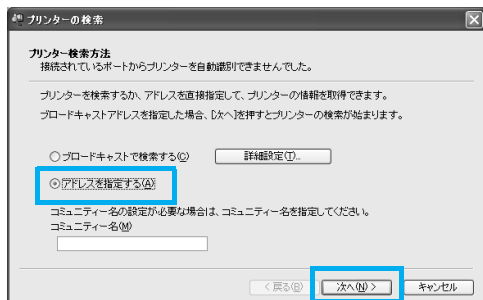 プリンターの検索
プリンター検索方法
接続されているポートからプリンターを自動識別できませんでした。
プリンターを検索するか、アドレスを直接指定して、プリンターの情報を取得できます。
ブロードキャストアドレスを指定した場合、[次へ]を押すとプリンターの検索が始まります。
ブロードキャストで検索する(C) 詳細設定(T)...
アドレスを指定する(A)
コミュニティー名の設定が必要な場合は、コミュニティー名を指定してください。
コミュニティー名(M)
< 戻る(B) 次へ(N) > キャンセル